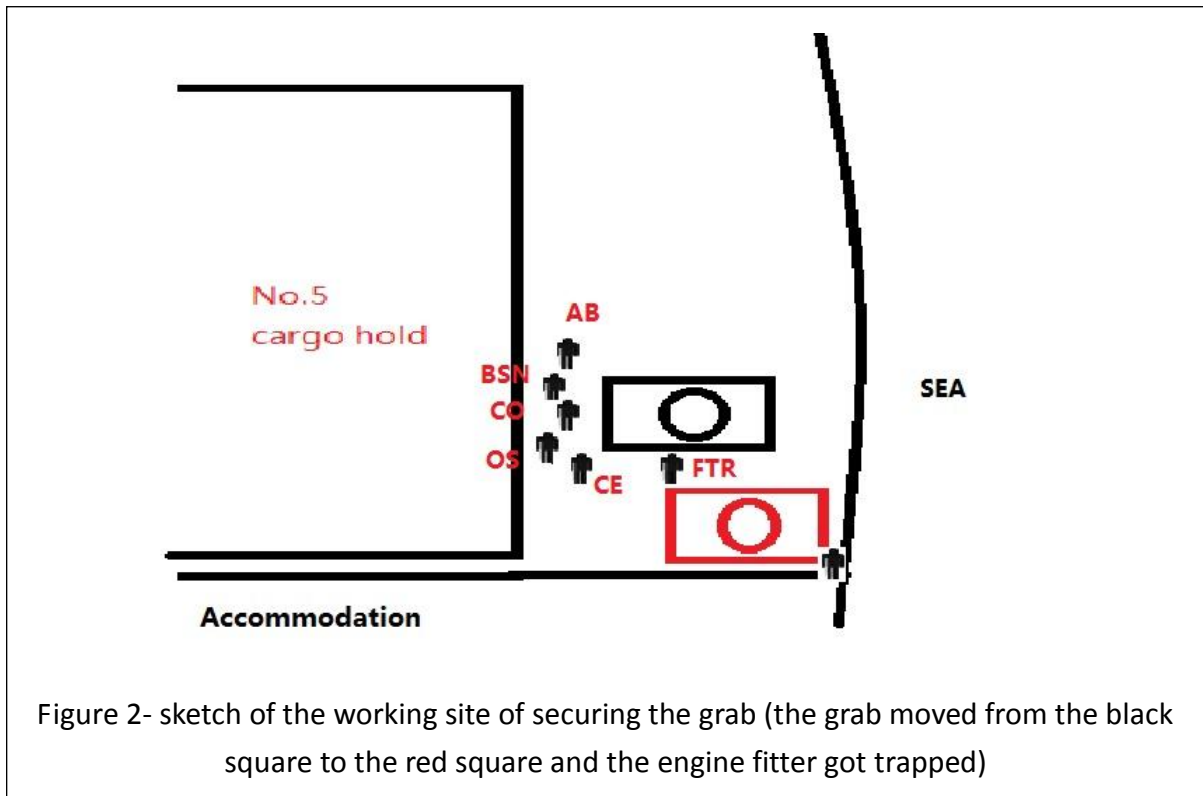 No.5
cargo hold
AB
BSN
CO
OS
CE
FTR
SEA
Accommodation
Figure 2- sketch of the working site of securing the grab (the grab moved from the black
square to the red square and the engine fitter got trapped)